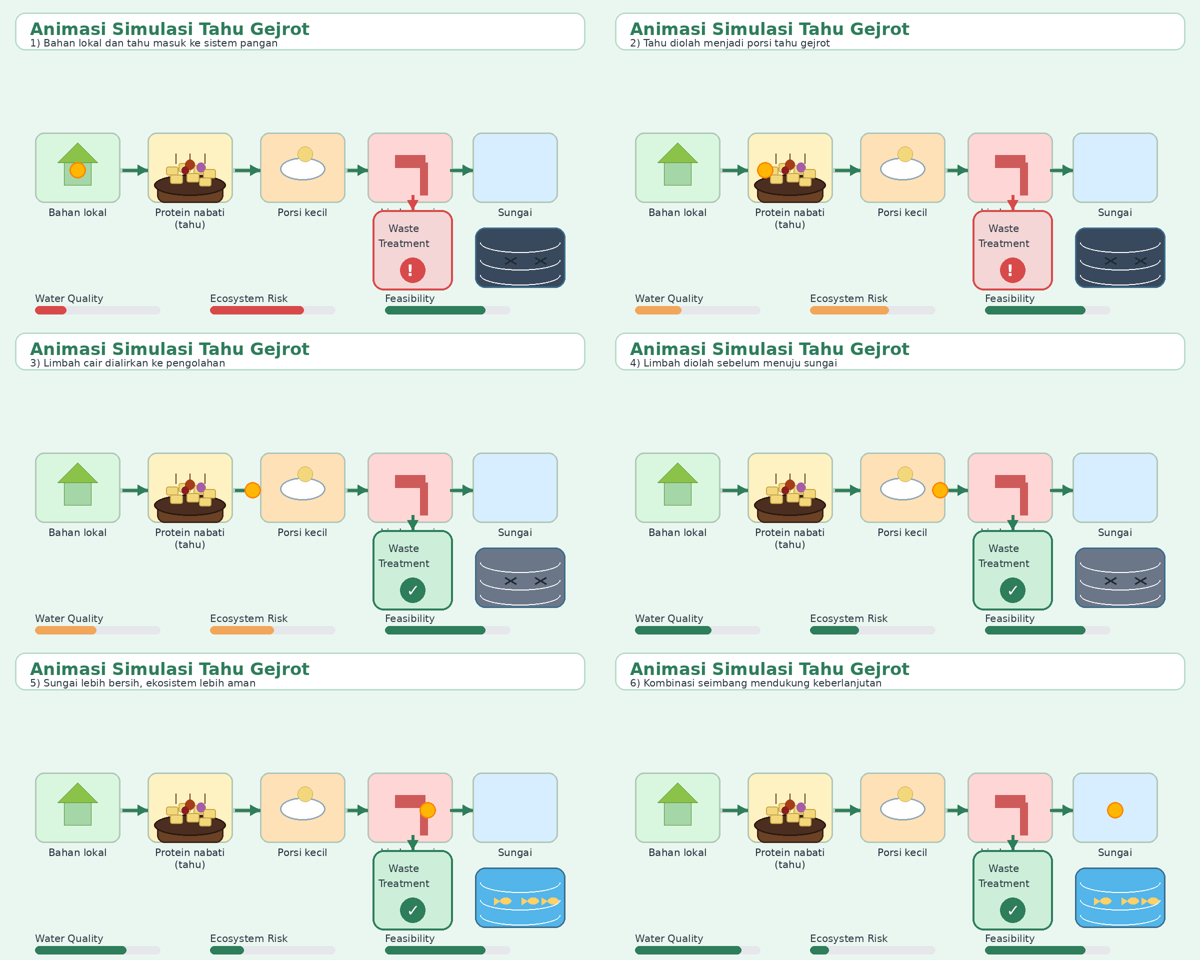 Animasi Simulasi Tahu Gejrot
1) Bahan lokal dan tahu masuk ke sistem pangan
Bahan lokal
Protein nabati
(tahu)
Porsi kecil
Sungai
Waste
Treatment
!
Water Quality
Ecosystem Risk
Feasibility
Animasi Simulasi Tahu Gejrot
2) Tahu diolah menjadi porsi tahu gejrot
Bahan lokal
Protein nabati
(tahu)
Porsi kecil
Sungai
Waste
Treatment
!
Water Quality
Ecosystem Risk
Feasibility
Animasi Simulasi Tahu Gejrot
3) Limbah cair dialirkan ke pengolahan
Bahan lokal
Protein nabati
(tahu)
Porsi kecil
Sungai
Waste
Treatment
✓
Water Quality
Ecosystem Risk
Feasibility
Animasi Simulasi Tahu Gejrot
4) Limbah diolah sebelum menuju sungai
Bahan lokal
Protein nabati
(tahu)
Porsi kecil
Sungai
Waste
Treatment
✓
Water Quality
Ecosystem Risk
Feasibility
Animasi Simulasi Tahu Gejrot
5) Sungai lebih bersih, ekosistem lebih aman
Bahan lokal
Protein nabati
(tahu)
Porsi kecil
Sungai
Waste
Treatment
✓
Water Quality
Ecosystem Risk
Feasibility
Animasi Simulasi Tahu Gejrot
6) Kombinasi seimbang mendukung keberlanjutan
Bahan lokal
Protein nabati
(tahu)
Porsi kecil
Sungai
Waste
Treatment
✓
Water Quality
Ecosystem Risk
Feasibility